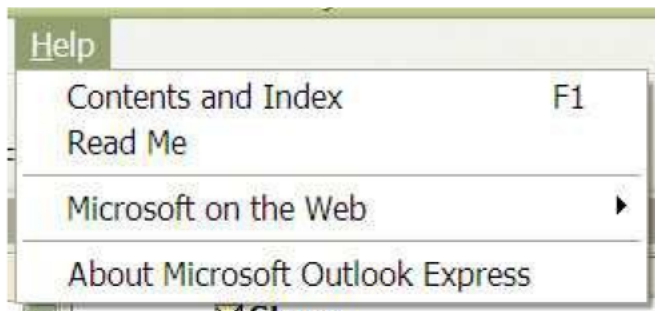 Help
Contents and Index F1
Read Me
Microsoft on the Web
About Microsoft Outlook Express